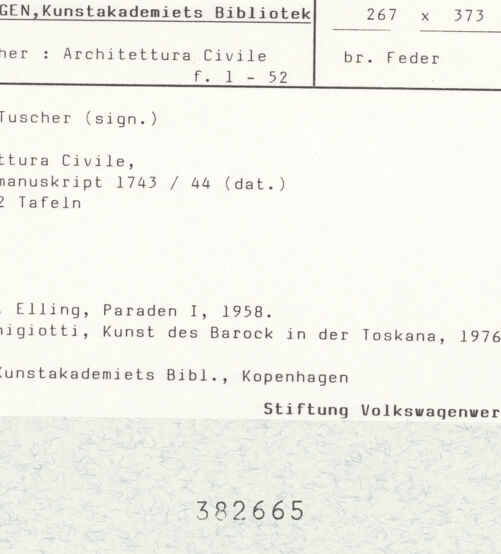 GEN,Kunstakademiets Bibliotek
267 x 373
her : Architettura Civile
f. 1 - 52
br. Feder
Tuscher (sign.)
ttura Civile,
manuskript 1743 / 44 (dat.)
2 Tafeln
. Elling, Paraden I, 1958.
nigiotti, Kunst des Barock in der Toskana, 1976
Kunstakademiets Bibl., Kopenhagen
Stiftung Volkswagenwer
382665